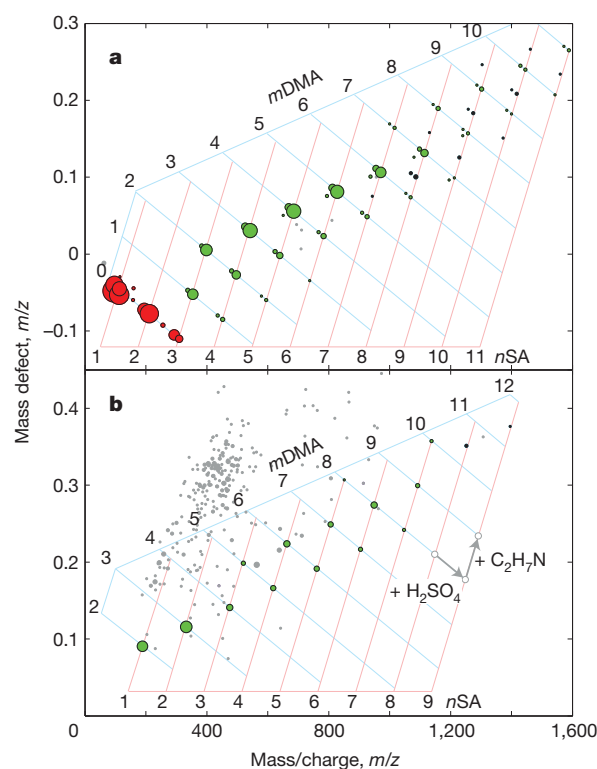 0.3
0.2
0.1
0
−0.1
a
mDMA
0
1
2
3
4
5
6
7
8
9
10
1 2 3 4 5 6 7 8 9 10 11 nSA
Mass defect, m/z
0.4
0.3
0.2
0.1
b
mDMA
2
3
4
5
6
7
8
9
10
11
12
+ H₂SO₄
+ C₂H₇N
1 2 3 4 5 6 7 8 9 nSA
0 400 800 1,200 1,600
Mass/charge, m/z